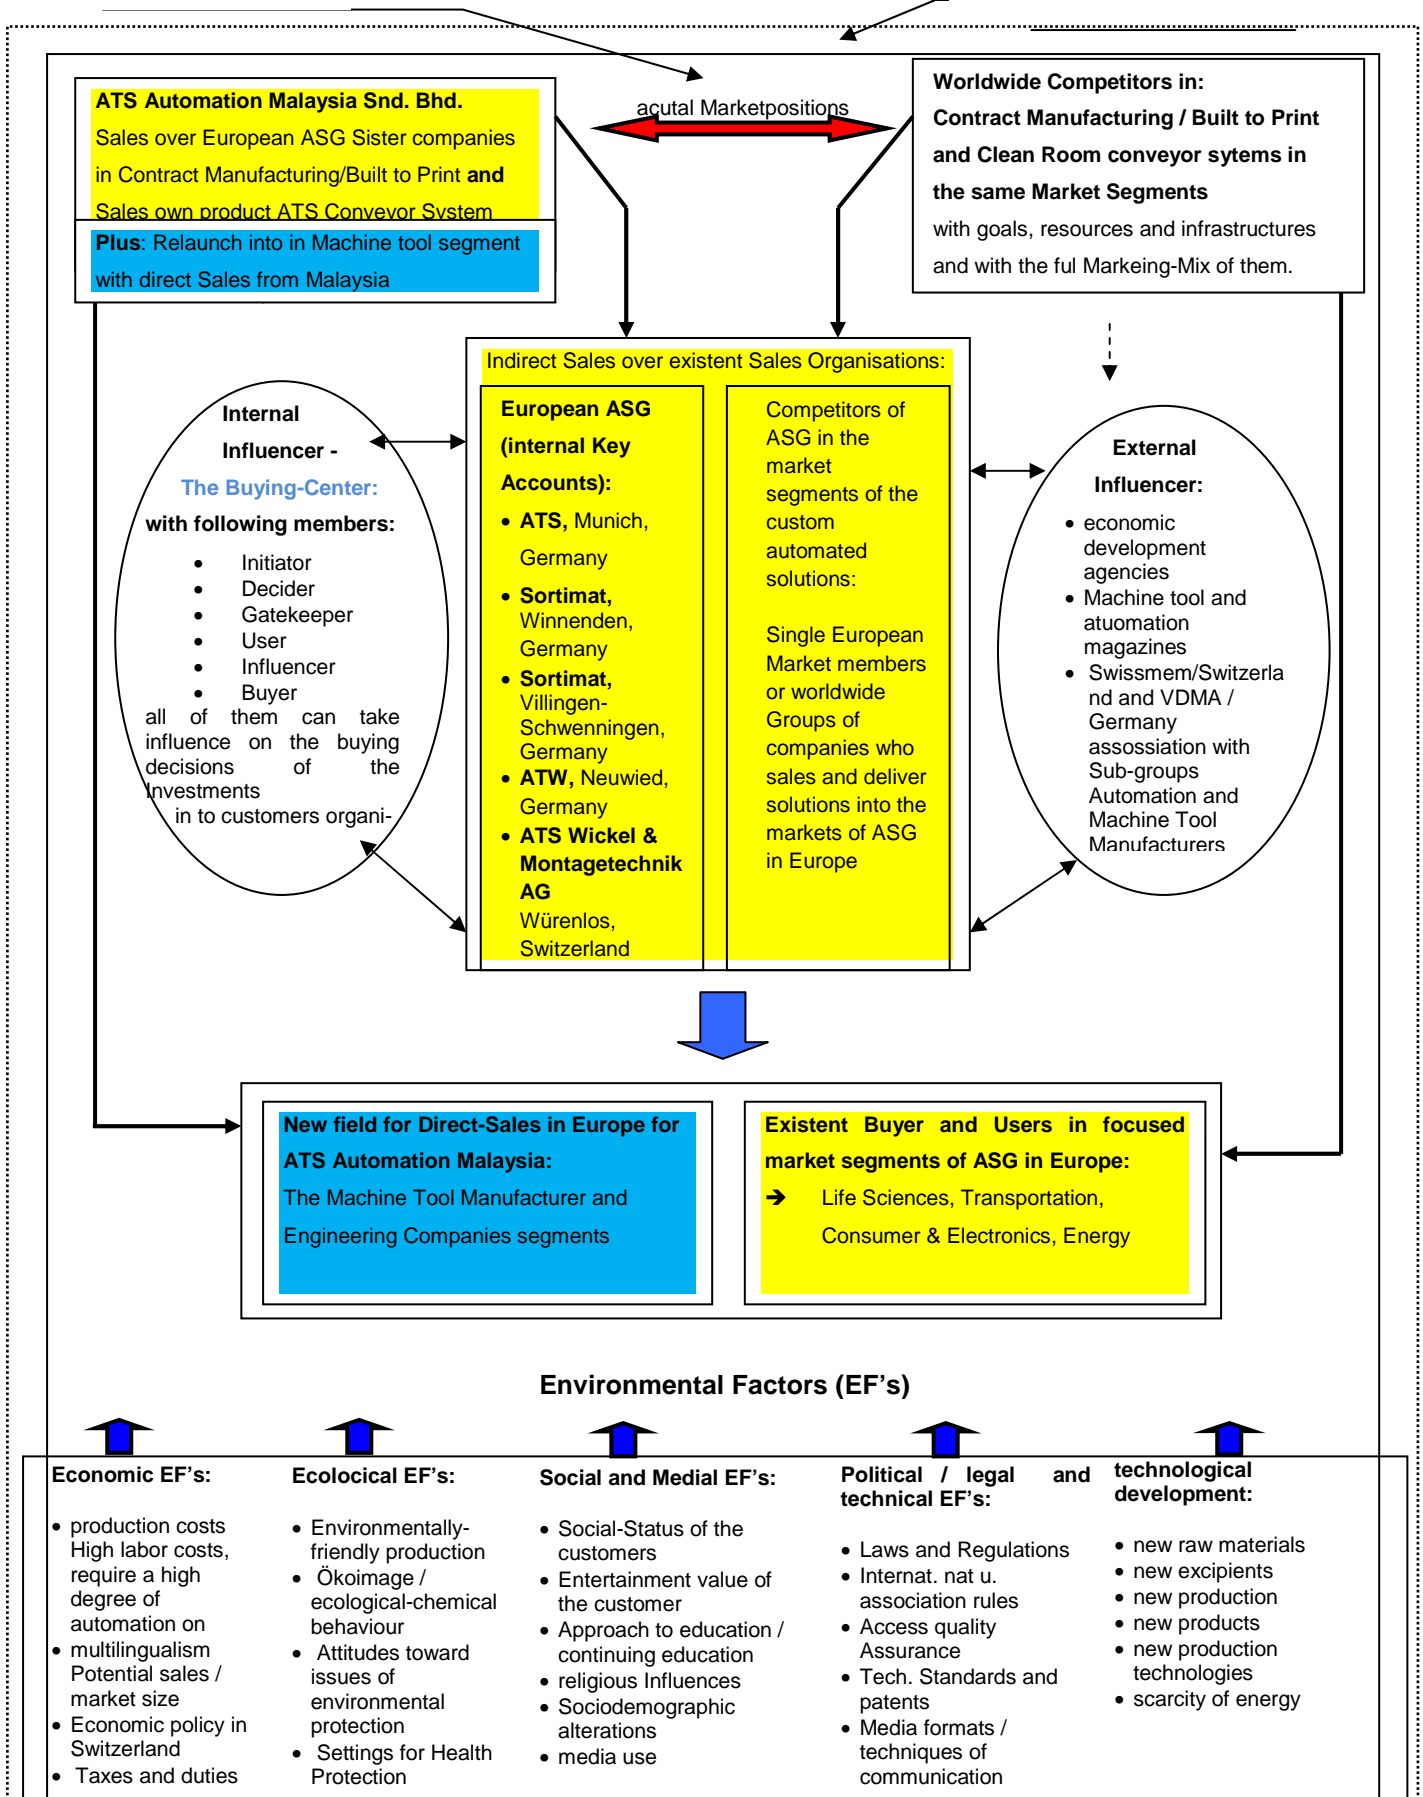 ATS Automation Malaysia Snd. Bhd.
Sales over European ASG Sister companies
in Contract Manufacturing/Built to Print and
Sales own product ATS Conveyor System
Plus: Relaunch into in Machine tool segment
with direct Sales from Malaysia
acutal Marketpositions
Worldwide Competitors in:
Contract Manufacturing / Built to Print
and Clean Room conveyor sytems in
the same Market Segments
with goals, resources and infrastructures
and with the ful Markeing-Mix of them.
Internal
Influencer -
The Buying-Center:
with following members:
• Initiator
• Decider
• Gatekeeper
• User
• Influencer
• Buyer
all of them can take
influence on the buying
decisions of the
Investments
in to customers organi-
Indirect Sales over existent Sales Organisations:
European ASG
(internal Key
Accounts):
• ATS, Munich,
Germany
• Sortimat,
Winnenden,
Germany
• Sortimat,
Villingen-
Schwenningen,
Germany
• ATW, Neuwied,
Germany
• ATS Wickel &
Montagetechnik
AG
Würenlos,
Switzerland
Competitors of
ASG in the
market
segments of the
custom
automated
solutions:
Single European
Market members
or worldwide
Groups of
companies who
sales and deliver
solutions into the
markets of ASG
in Europe
External
Influencer:
• economic
development
agencies
• Machine tool and
atuomation
magazines
• Swissmem/Switzerla
nd and VDMA /
Germany
assossiation with
Sub-groups
Automation and
Machine Tool
Manufacturers
New field for Direct-Sales in Europe for
ATS Automation Malaysia:
The Machine Tool Manufacturer and
Engineering Companies segments
Existent Buyer and Users in focused
market segments of ASG in Europe:
➔ Life Sciences, Transportation,
Consumer & Electronics, Energy
Environmental Factors (EF’s)
Economic EF’s:
• production costs
High labor costs,
require a high
degree of
automation on
• multilingualism
Potential sales /
market size
• Economic policy in
Switzerland
• Taxes and duties
Ecolocical EF’s:
• Environmentally-
friendly production
• Ökoimage /
ecological-chemical
behaviour
• Attitudes toward
issues of
environmental
protection
• Settings for Health
Protection
Social and Medial EF’s:
• Social-Status of the
customers
• Entertainment value of
the customer
• Approach to education /
continuing education
• religious Influences
• Sociodemographic
alterations
• media use
Political / legal and
technical EF’s:
• Laws and Regulations
• Internat. nat u.
association rules
• Access quality
Assurance
• Tech. Standards and
patents
• Media formats /
techniques of
communication
technological
development:
• new raw materials
• new excipients
• new production
• new products
• new production
technologies
• scarcity of energy